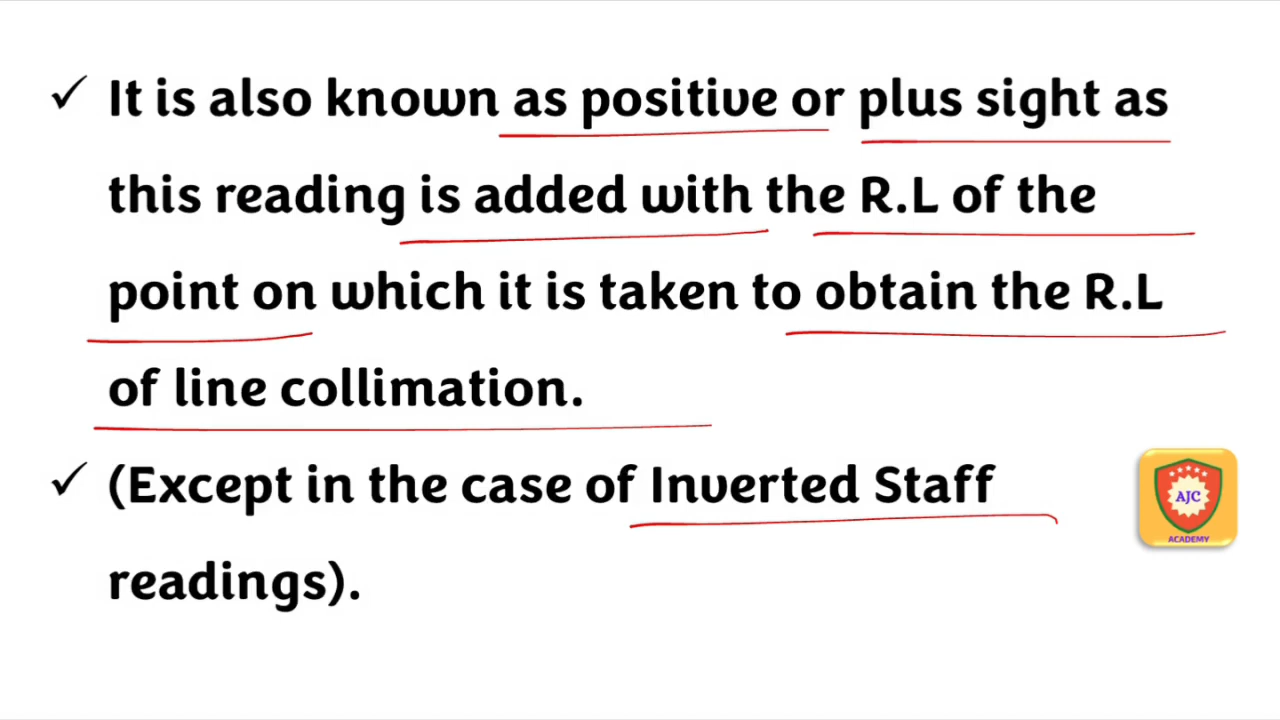 ✓ It is also known as positive or plus sight as
this reading is added with the R.L of the
point on which it is taken to obtain the R.L
of line collimation.
✓ (Except in the case of Inverted Staff
readings).
AJC
ACADEMY